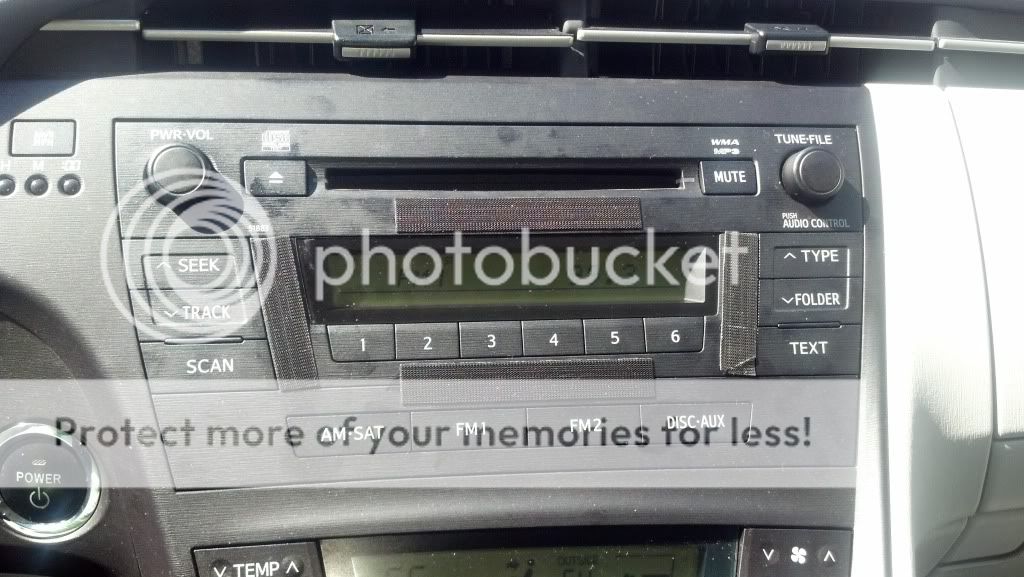 H M
PWR·VOL
WMA
MP3
TUNE·FILE
MUTE
PUSH
AUDIO CONTROL
51863
photobucket
^ SEEK
^ TYPE
∨ TRACK
∨ FOLDER
1 2 3 4 5 6
SCAN
TEXT
AM·SAT FM1 FM2 DISC·AUX
Protect more of your memories for less!
POWER
∨ TEMP ^
OUTSIDE
∨ ^